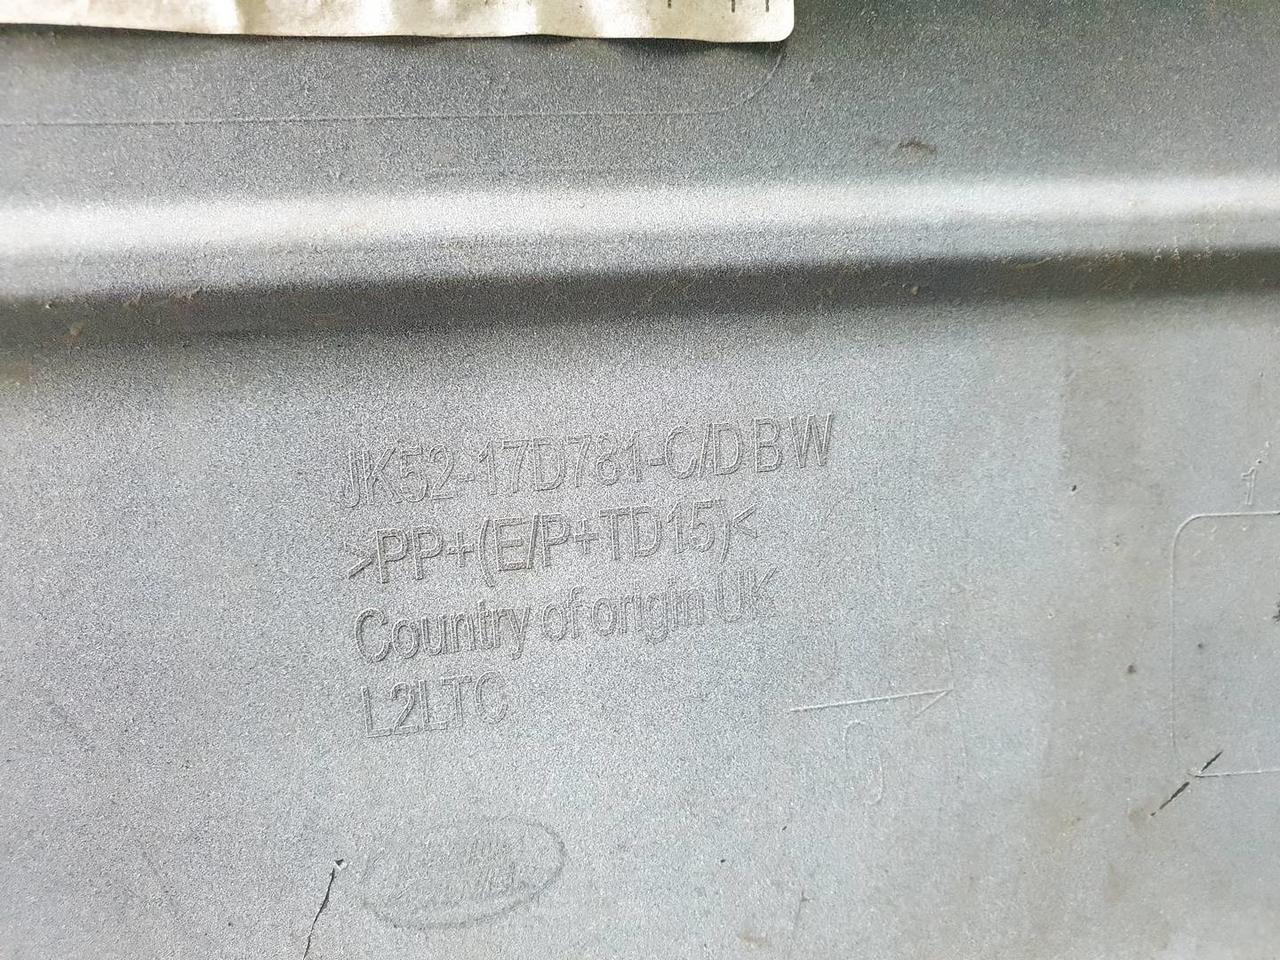 JK52-17D781-C/DBW
>PP+(E/P+TD15)<
Country of origin UK
L2LTC
1